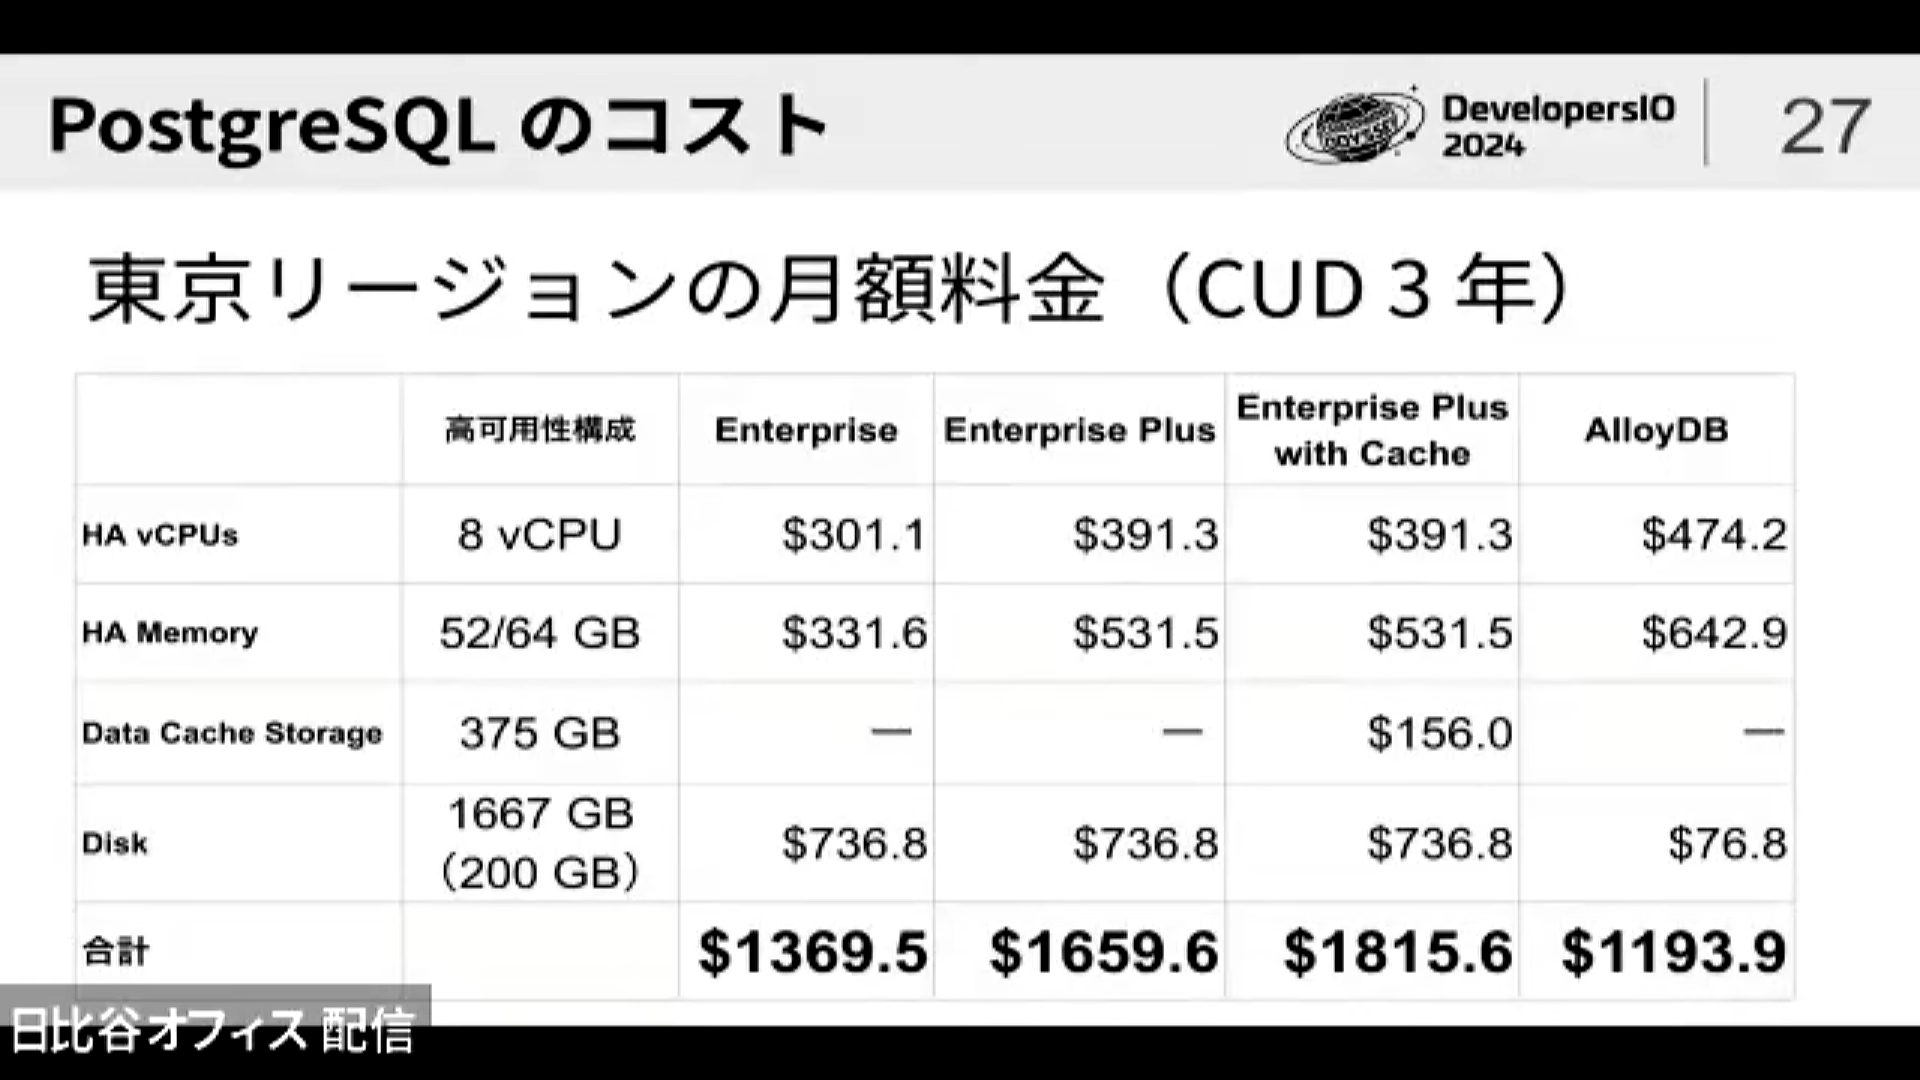 PostgreSQL のコスト
DevelopersIO
2024
27
東京リージョンの月額料金（CUD 3 年）
高可用性構成 Enterprise Enterprise Plus Enterprise Plus with Cache AlloyDB
HA vCPUs 8 vCPU $301.1 $391.3 $391.3 $474.2
HA Memory 52/64 GB $331.6 $531.5 $531.5 $642.9
Data Cache Storage 375 GB — — $156.0 —
Disk 1667 GB （200 GB） $736.8 $736.8 $736.8 $76.8
合計 $1369.5 $1659.6 $1815.6 $1193.9
日比谷オフィス 配信